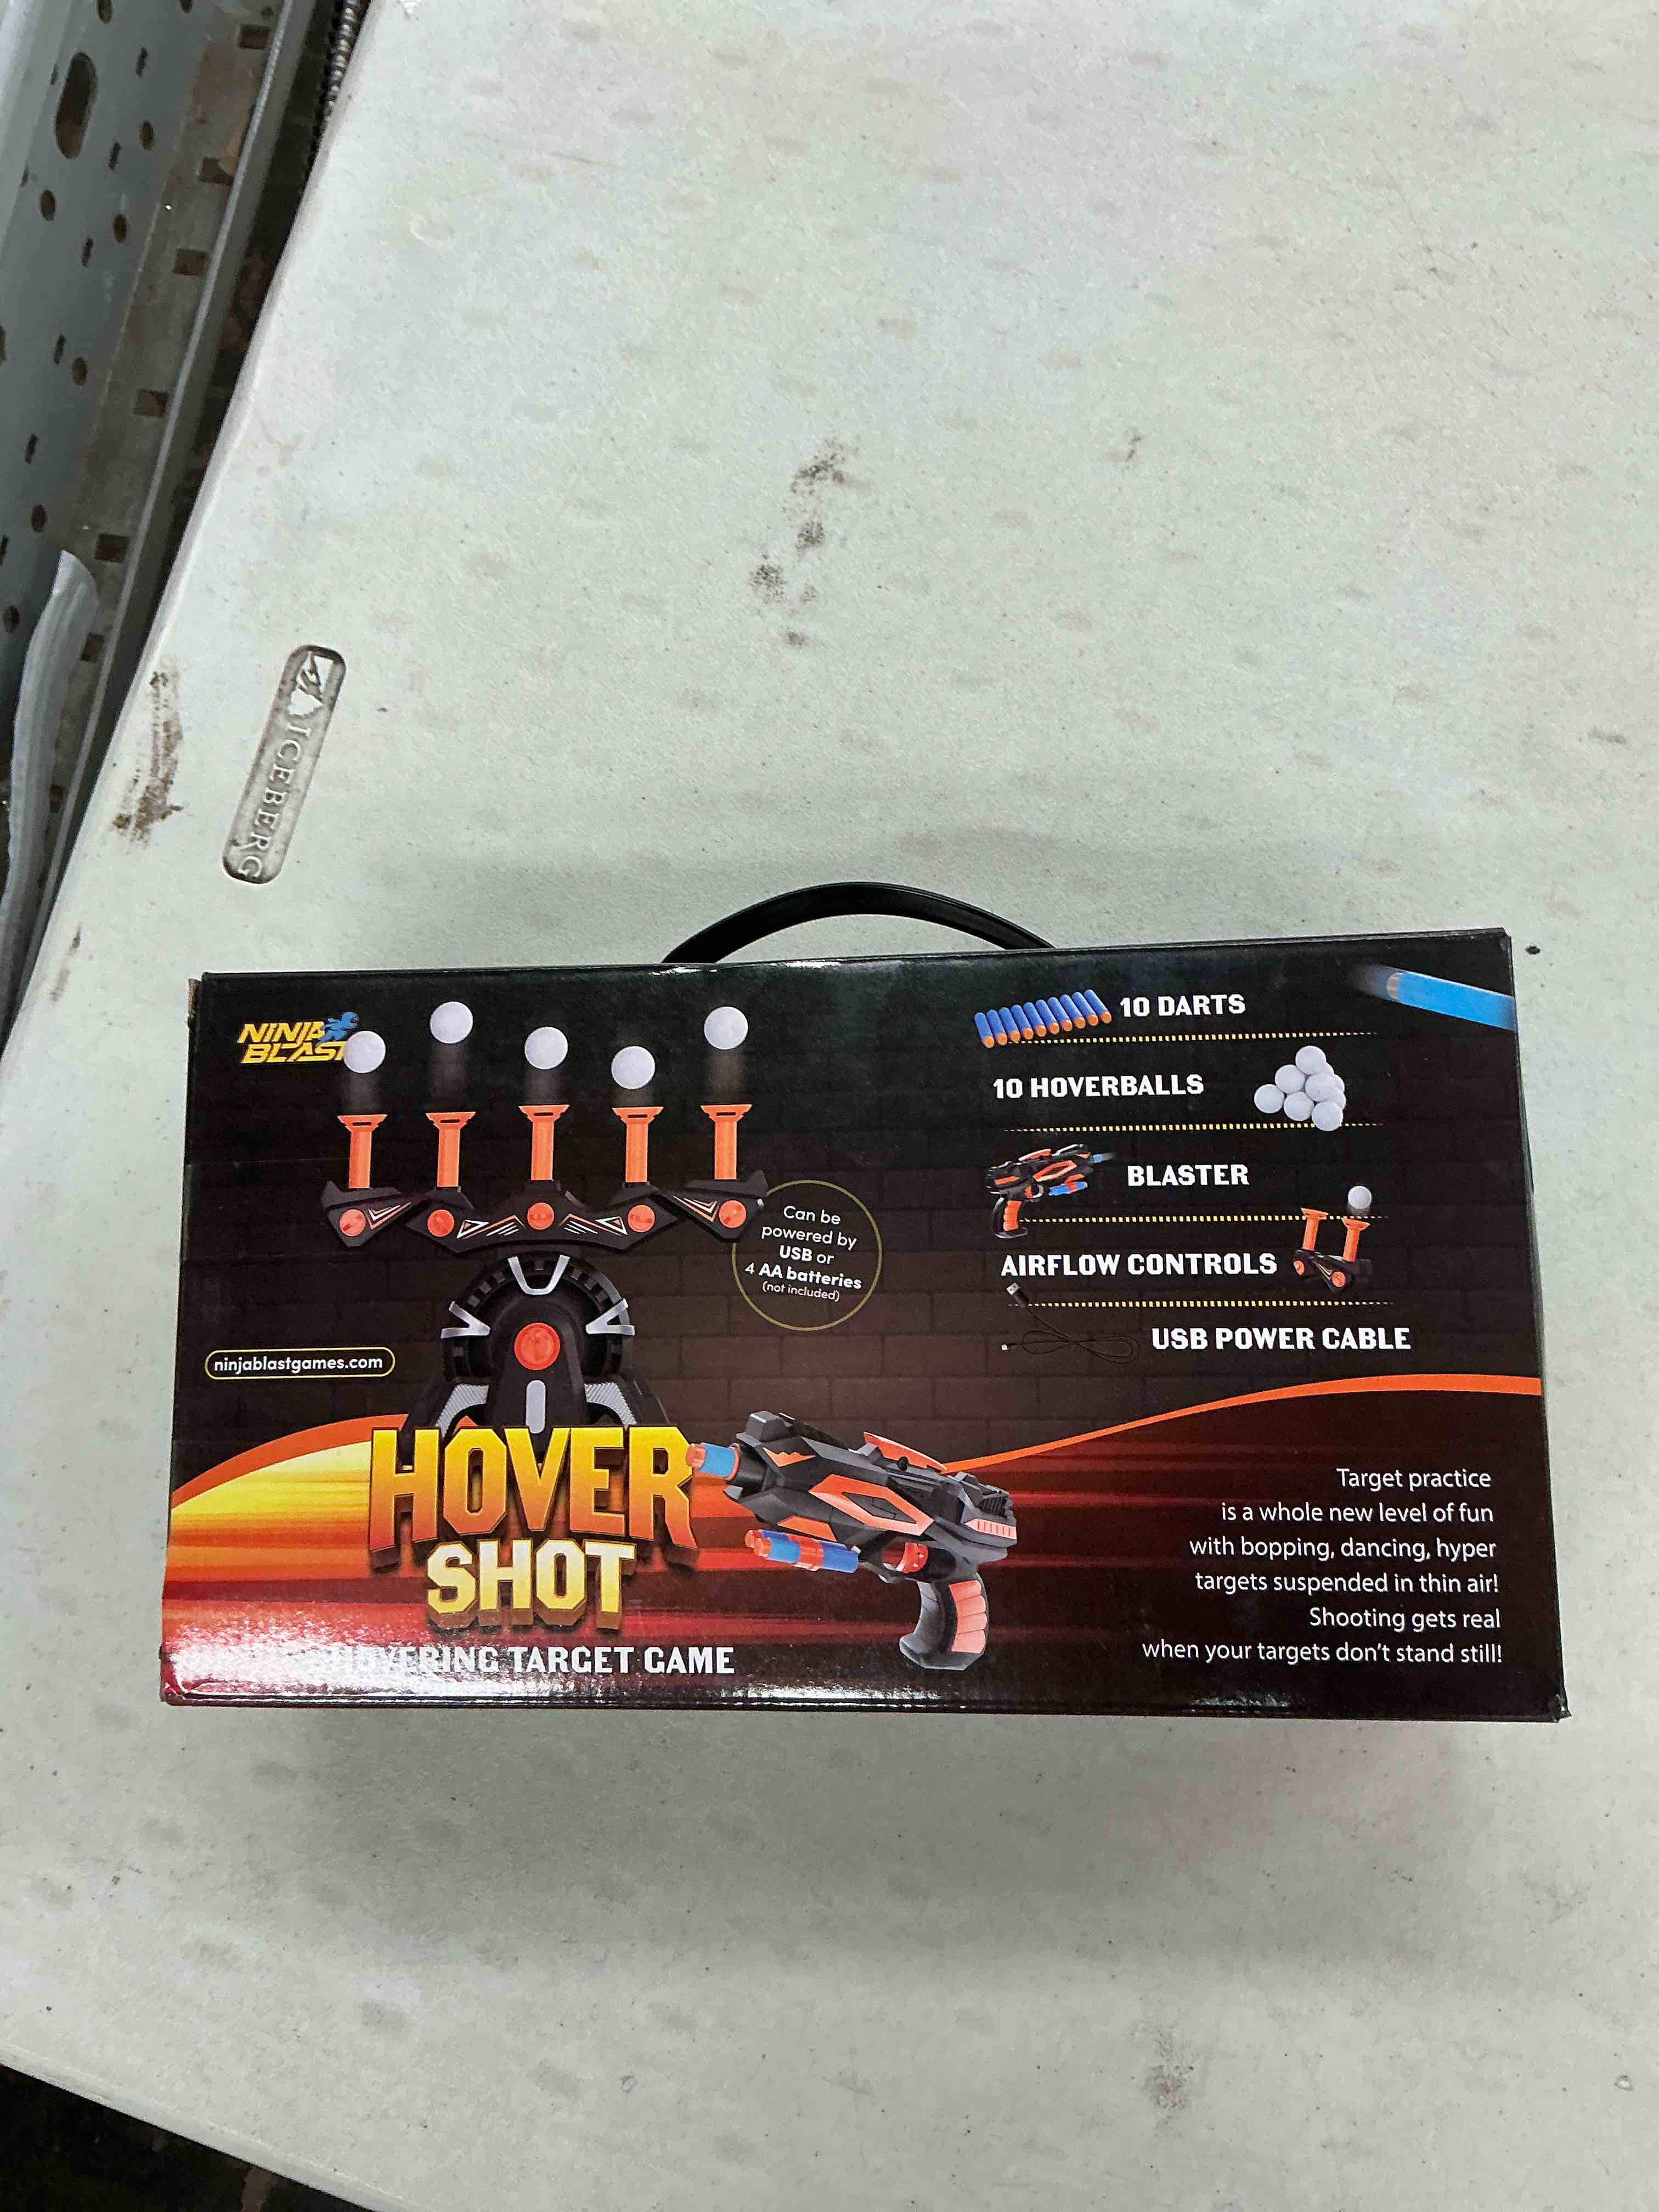 ICEBERG
NINJA
BLAST
10 DARTS
10 HOVERBALLS
BLASTER
AIRFLOW CONTROLS
USB POWER CABLE
Can be
powered by
USB or
4 AA batteries
(not included)
ninjablastgames.com
HOVER
SHOT
HOVERING TARGET GAME
Target practice
is a whole new level of fun
with bopping, dancing, hyper
targets suspended in thin air!
Shooting gets real
when your targets don't stand still!